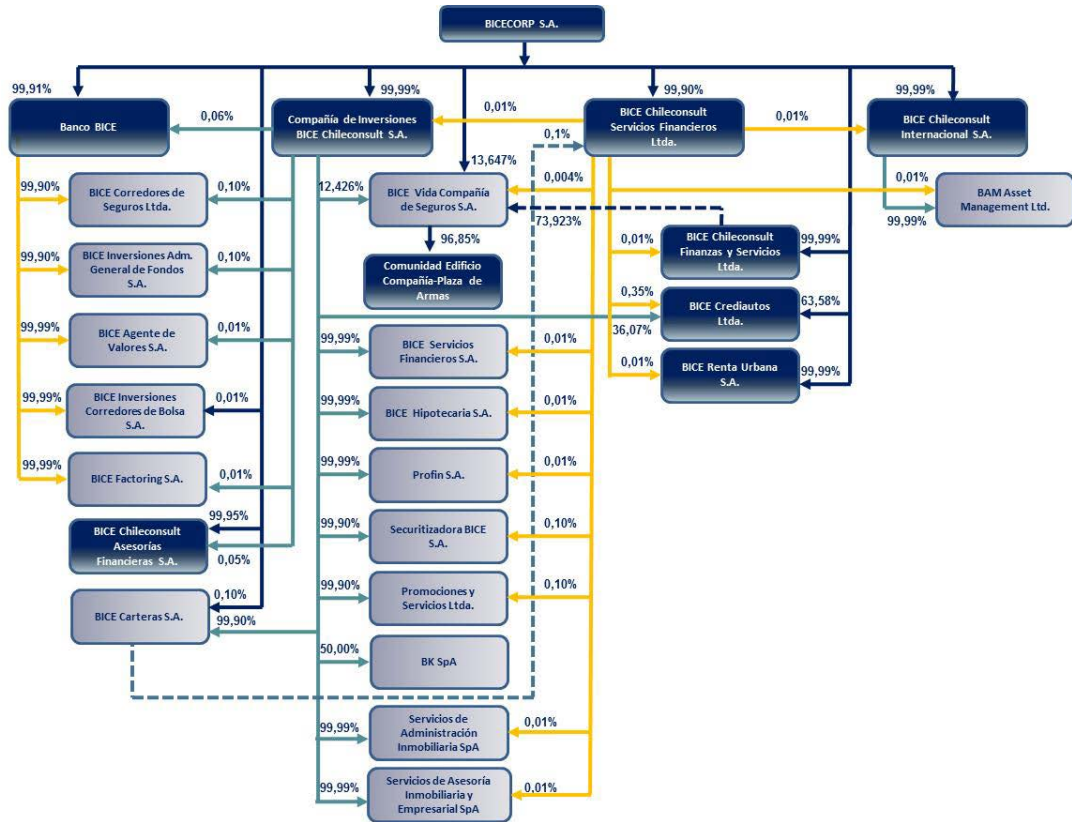 BICECORP S.A.
99,91%
99,99%
99,90%
99,99%
Banco BICE
0,06%
Compañía de Inversiones
BICE Chileconsult S.A.
0,01%
BICE Chileconsult
Servicios Financieros
Ltda.
0,01%
BICE Chileconsult
Internacional S.A.
0,1%
13,647%
99,90%
BICE Corredores de
Seguros Ltda.
0,10%
12,426%
BICE Vida Compañía
de Seguros S.A.
0,004%
73,923%
0,01%
99,99%
BAM Asset
Management Ltd.
96,85%
99,90%
BICE Inversiones Adm.
General de Fondos
S.A.
0,10%
Comunidad Edificio
Compañía-Plaza de
Armas
0,01%
BICE Chileconsult
Finanzas y Servicios
Ltda.
99,99%
0,35%
BICE Crediautos
Ltda.
63,58%
36,07%
99,99%
BICE Agente de
Valores S.A.
0,01%
99,99%
BICE Servicios
Financieros S.A.
0,01%
0,01%
BICE Renta Urbana
S.A.
99,99%
99,99%
BICE Inversiones
Corredores de Bolsa
S.A.
0,01%
99,99%
BICE Hipotecaria S.A.
0,01%
99,99%
BICE Factoring S.A.
0,01%
99,99%
Profin S.A.
0,01%
BICE Chileconsult
Asesorías
Financieras S.A.
99,95%
0,05%
99,90%
Securitizadora BICE
S.A.
0,10%
BICE Carteras S.A.
0,10%
99,90%
99,90%
Promociones y
Servicios Ltda.
0,10%
50,00%
BK SpA
99,99%
Servicios de
Administración
Inmobiliaria SpA
0,01%
99,99%
Servicios de Asesoría
Inmobiliaria y
Empresarial SpA
0,01%